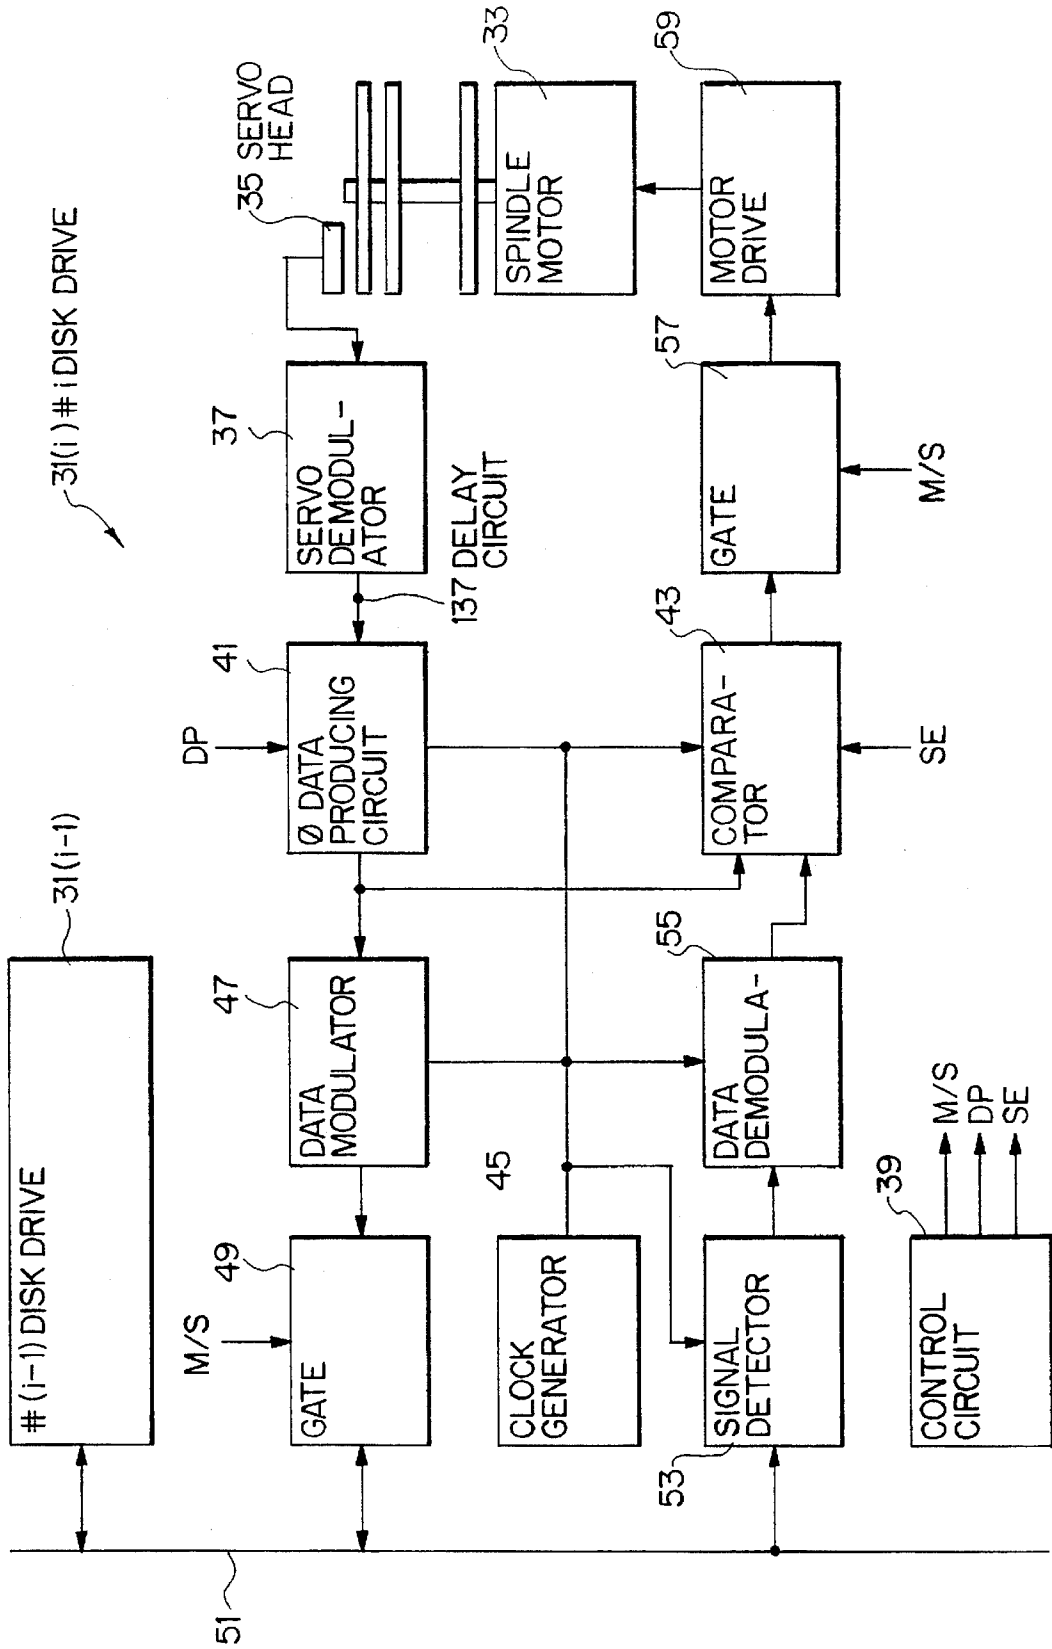 31(i) # i DISK DRIVE
# (i-1) DISK DRIVE
31(i-1)
51
M/S
49
GATE
47
DATA
MODULATOR
DP
41
Ø DATA
PRODUCING
CIRCUIT
37
SERVO
DEMODUL-
ATOR
137 DELAY
CIRCUIT
35 SERVO
HEAD
33
SPINDLE
MOTOR
45
CLOCK
GENERATOR
53
SIGNAL
DETECTOR
55
DATA
DEMODULA-
43
COMPARA-
TOR
SE
57
GATE
M/S
59
MOTOR
DRIVE
39
CONTROL
CIRCUIT
M/S
DP
SE